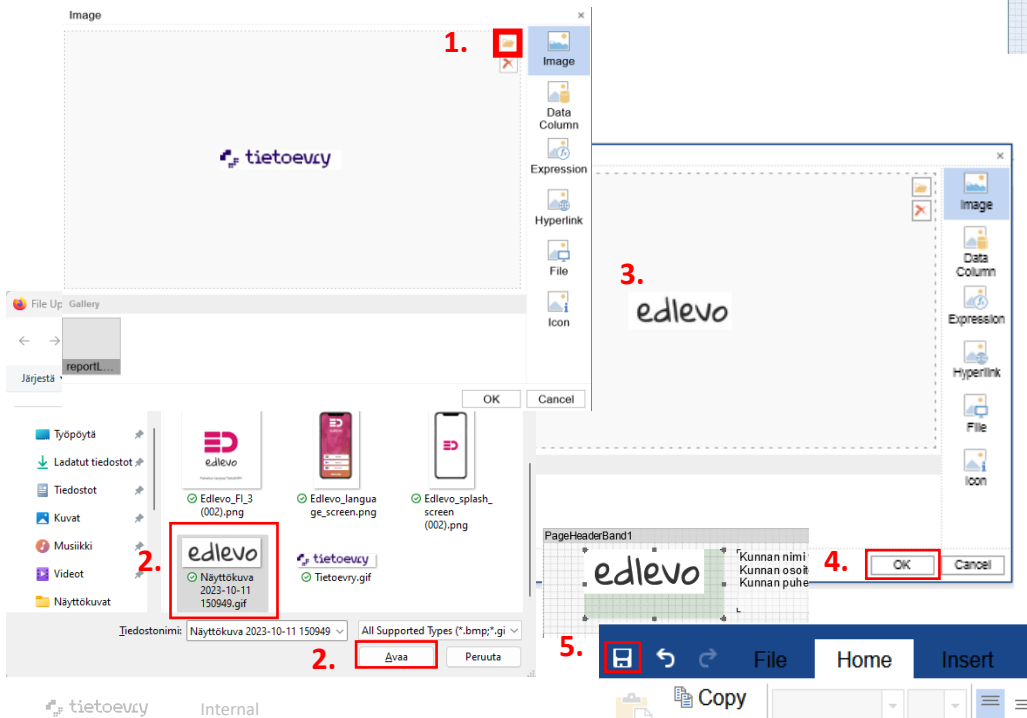 Image
1.
tietoevry
Image
Data
Column
Expression
Hyperlink
File
Icon
File Up
Gallery
reportL...
Järjestä
OK
Cancel
Työpöytä
Ladatut tiedostot
Tiedostot
Kuvat
Musiikki
Videot
Näyttökuvat
edlevo
Edlevo_FI_3
(002).png
Edlevo_langua
ge_screen.png
Edlevo_splash_
screen
(002).png
2.
edlevo
Näyttökuva
2023-10-11
150949.gif
tietoevry
Tietoevry.gif
Tiedostonimi:
Näyttökuva 2023-10-11 150949
All Supported Types (*.bmp;*.gi
2.
Avaa
Peruuta
3.
edlevo
Image
Data
Column
Expression
Hyperlink
File
Icon
PageHeaderBand1
edlevo
Kunnan nimi
Kunnan osoit
Kunnan puhe
4.
OK
Cancel
5.
File
Home
Insert
Copy
tietoevry
Internal